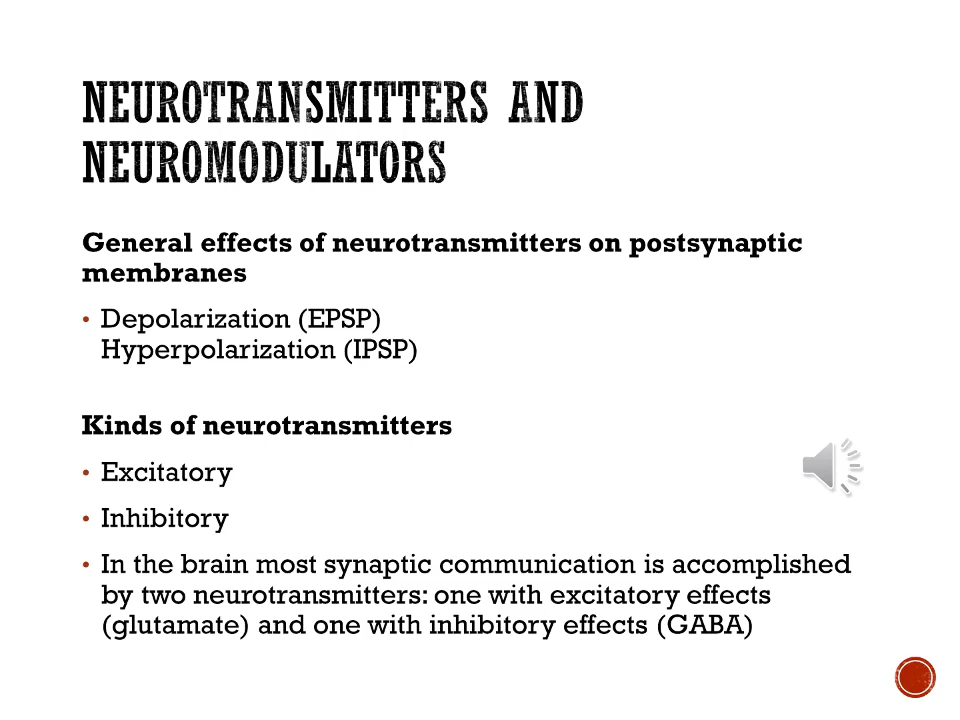 NEUROTRANSMITTERS AND
NEUROMODULATORS
General effects of neurotransmitters on postsynaptic
membranes
• Depolarization (EPSP)
Hyperpolarization (IPSP)
Kinds of neurotransmitters
• Excitatory
• Inhibitory
• In the brain most synaptic communication is accomplished
by two neurotransmitters: one with excitatory effects
(glutamate) and one with inhibitory effects (GABA)